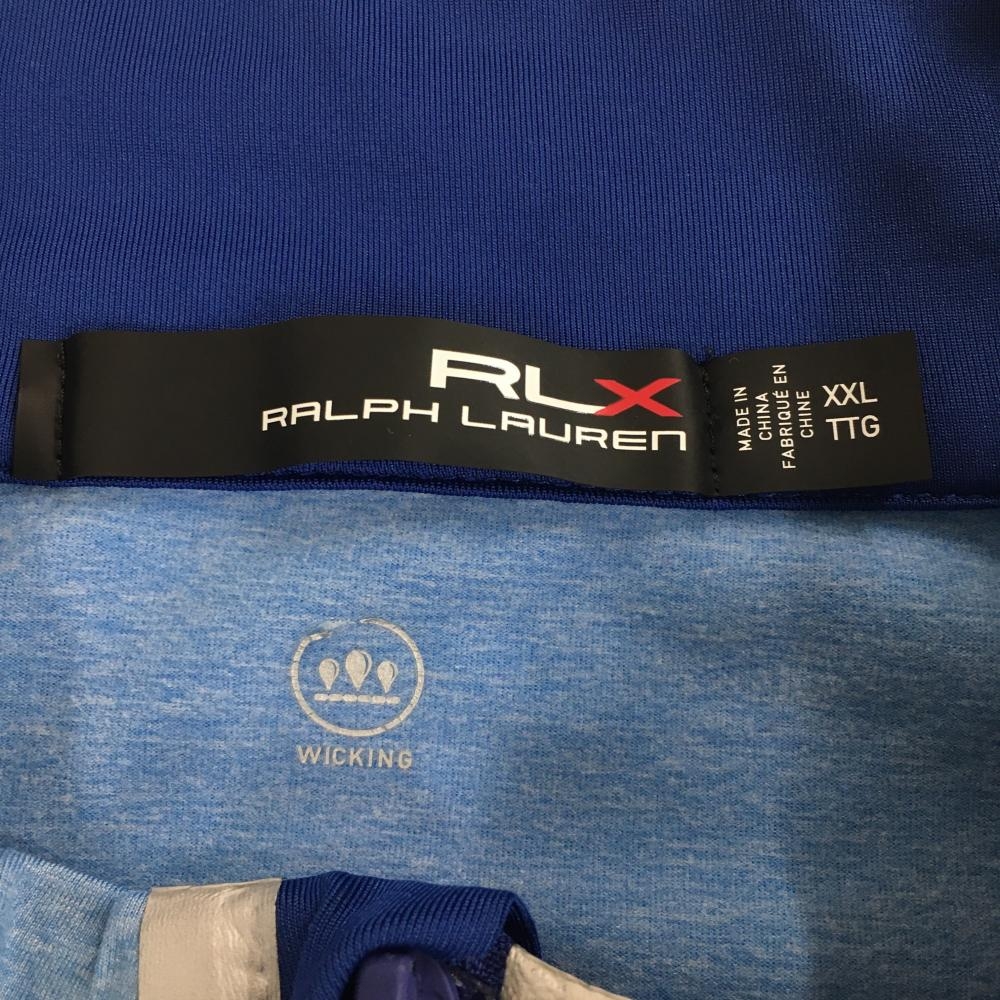 RLX
RALPH LAUREN
MADE IN
CHINA
FABRIQUÉ EN
CHINE
XXL
TTG
WICKING